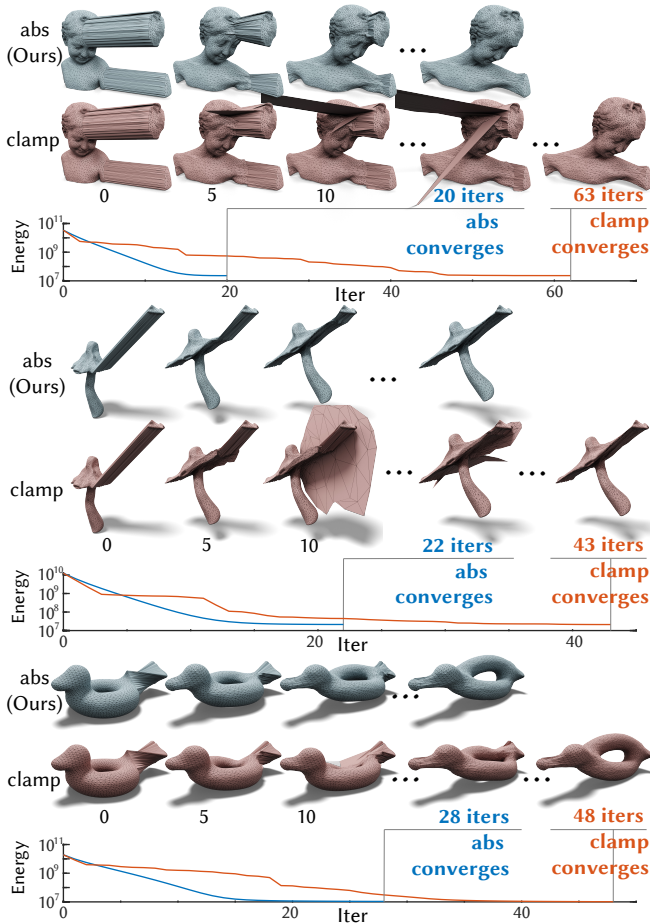 abs
(Ours)
...
clamp
... ...
0 5 10
20 iters 63 iters
abs clamp
converges converges
Energy
10^11
10^9
10^7
0 20 40 60
Iter
abs
(Ours)
...
clamp
... ...
0 5 10
22 iters 43 iters
abs clamp
converges converges
Energy
10^10
10^9
10^8
10^7
0 20 40
Iter
abs
(Ours)
...
clamp
... ...
0 5 10
28 iters 48 iters
abs clamp
converges converges
Energy
10^11
10^9
10^7
0 20 40
Iter